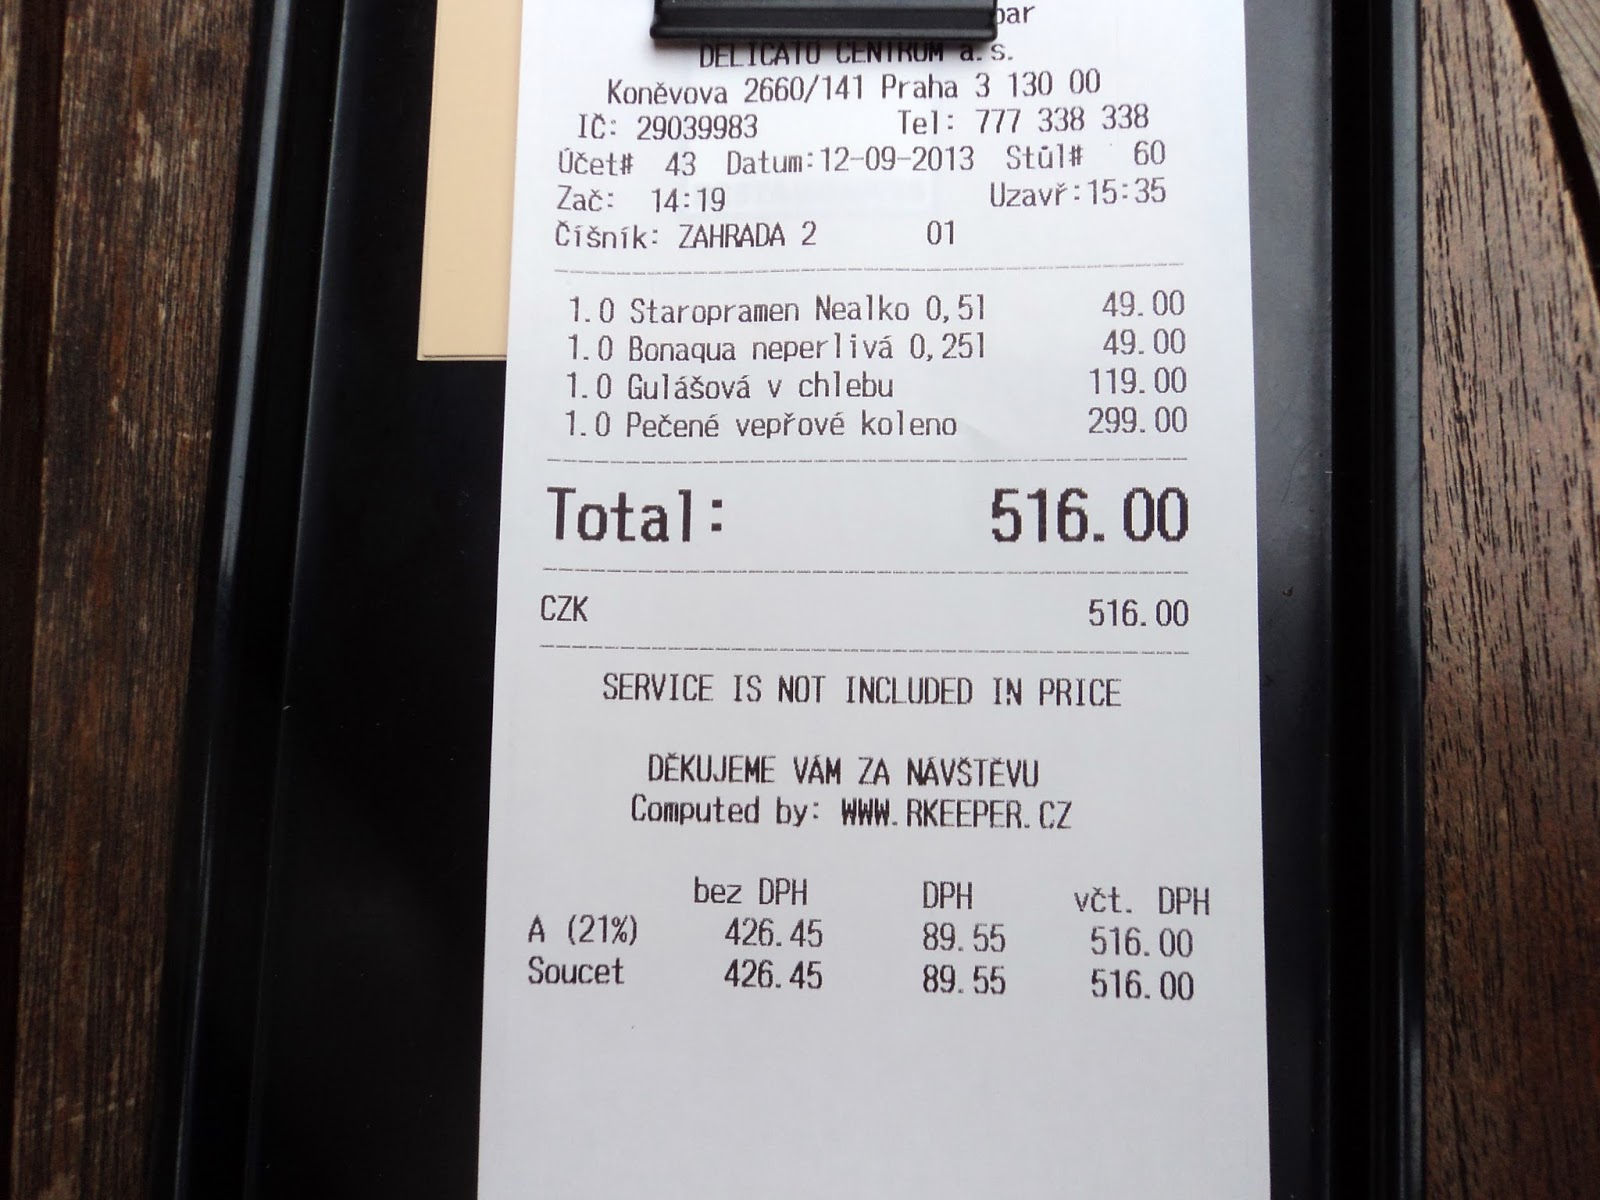 bar
DELICATO CENTRUM a.s.
Koněvova 2660/141 Praha 3 130 00
IČ: 29039983 Tel: 777 338 338
Účet# 43 Datum:12-09-2013 Stůl# 60
Zač: 14:19 Uzavř:15:35
Číšník: ZAHRADA 2 01
1.0 Staropramen Nealko 0,5l 49.00
1.0 Bonaqua neperlivá 0,25l 49.00
1.0 Gulášová v chlebu 119.00
1.0 Pečené vepřové koleno 299.00
Total: 516.00
CZK 516.00
SERVICE IS NOT INCLUDED IN PRICE
DĚKUJEME VÁM ZA NÁVŠTĚVU
Computed by: WWW.RKEEPER.CZ
bez DPH DPH včt. DPH
A (21%) 426.45 89.55 516.00
Soucet 426.45 89.55 516.00